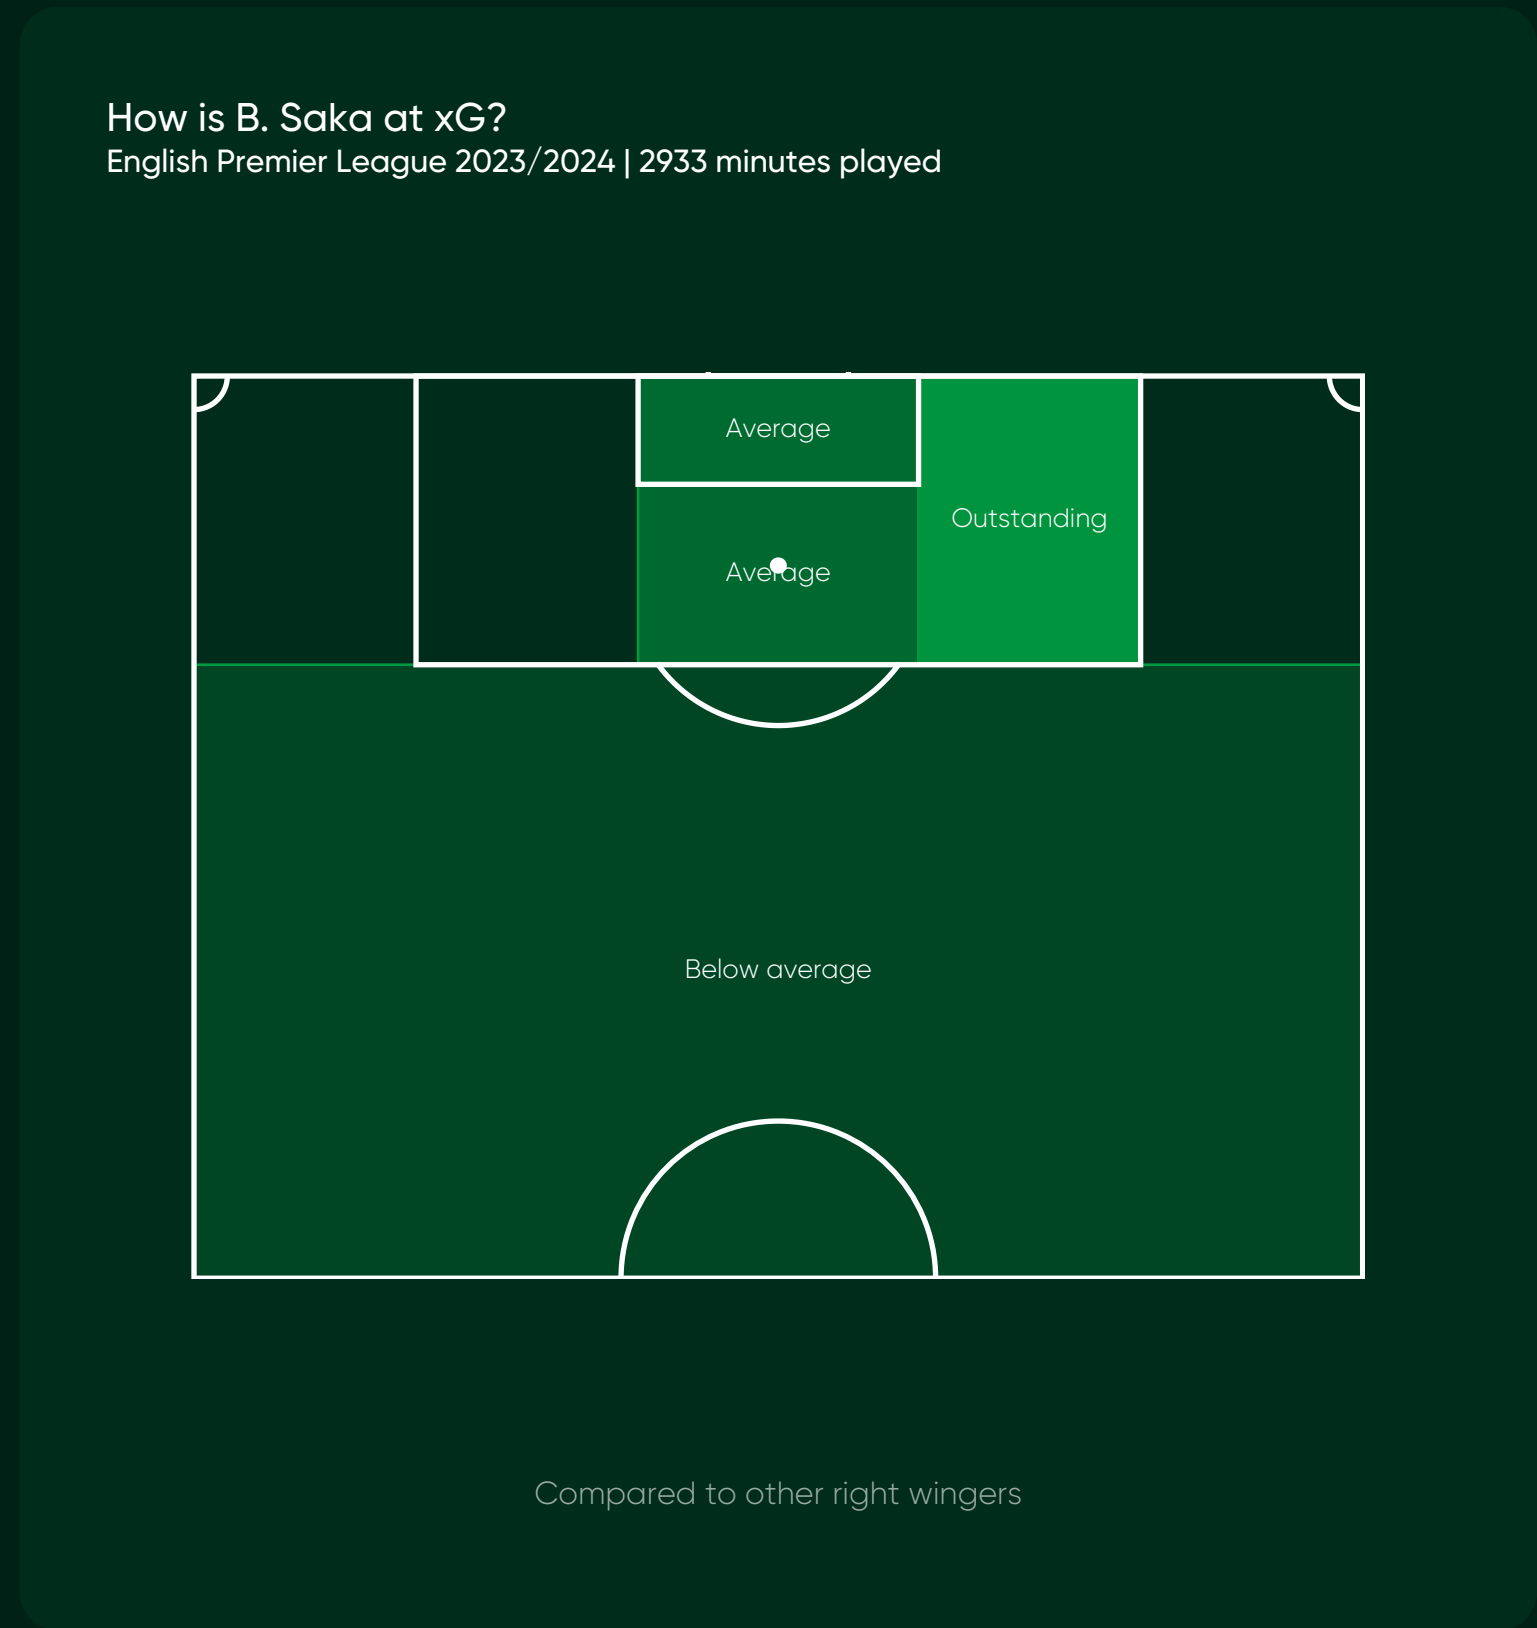 How is B. Saka at xG?
English Premier League 2023/2024 | 2933 minutes played
Average
Outstanding
Average
Below average
Compared to other right wingers